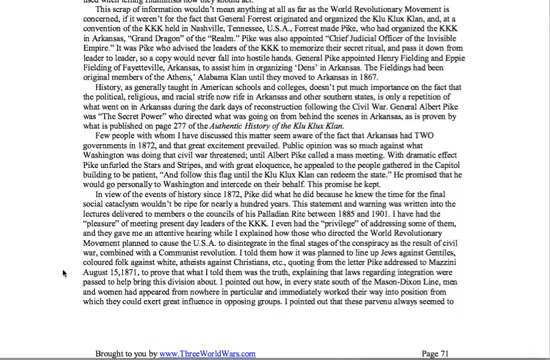 used when telling Illuminists how they should act.
This scrap of information wouldn't mean anything at all as far as the World Revolutionary Movement is
concerned, if it weren't for the fact that General Forrest originated and organized the Klu Klux Klan, and, at a
convention of the KKK held in Nashville, Tennessee, U.S.A., Forrest made Pike, who had organized the KKK
in Arkansas, "Grand Dragon" of the "Realm." Pike was also appointed "Chief Judicial Officer of the Invisible
Empire." It was Pike who advised the leaders of the KKK to memorize their secret ritual, and pass it down from
leader to leader, so a copy would never fall into hostile hands. General Pike appointed Henry Fielding and Eppie
Fielding of Fayetteville, Arkansas, to assist him in organizing 'Dens' in Arkansas. The Fieldings had been
original members of the Athens,' Alabama Klan until they moved to Arkansas in 1867.
History, as generally taught in American schools and colleges, doesn't put much importance on the fact that
the political, religious, and racial strife now rife in Arkansas and other southern states, is only a repetition of
what went on in Arkansas during the dark days of reconstruction following the Civil War. General Albert Pike
was "The Secret Power" who directed what was going on from behind the scenes in Arkansas, as is proven by
what is published on page 277 of the Authentic History of the Klu Klux Klan.
Few people with whom I have discussed this matter seem aware of the fact that Arkansas had TWO
governments in 1872, and that great excitement prevailed. Public opinion was so much against what
Washington was doing that civil war threatened; until Albert Pike called a mass meeting. With dramatic effect
Pike unfurled the Stars and Stripes, and with great eloquence, he appealed to the people gathered in the Capitol
building to be patient, "And follow this flag until the Klu Klux Klan can redeem the state." He promised that he
would go personally to Washington and intercede on their behalf. This promise he kept.
In view of the events of history since 1872, Pike did what he did because he knew the time for the final
social cataclysm wouldn't be ripe for nearly a hundred years. This statement and warning was written into the
lectures delivered to members o the councils of his Palladian Rite between 1885 and 1901. I have had the
"pleasure" of meeting present day leaders of the KKK. I even had the "privilege" of addressing some of them,
and they gave me an attentive hearing while I explained how those who directed the World Revolutionary
Movement planned to cause the U.S.A. to disintegrate in the final stages of the conspiracy as the result of civil
war, combined with a Communist revolution. I told them how it was planned to line up Jews against Gentiles,
coloured folk against white, atheists against Christians, etc., quoting from the letter Pike addressed to Mazzini
August 15,1871, to prove that what I told them was the truth, explaining that laws regarding integration were
passed to help bring this division about. I pointed out how, in every state south of the Mason-Dixon Line, men
and women had appeared from nowhere in particular and immediately worked their way into position from
which they could exert great influence in opposing groups. I pointed out that these parvenu always seemed to
Brought to you by www.ThreeWorldWars.com Page 71